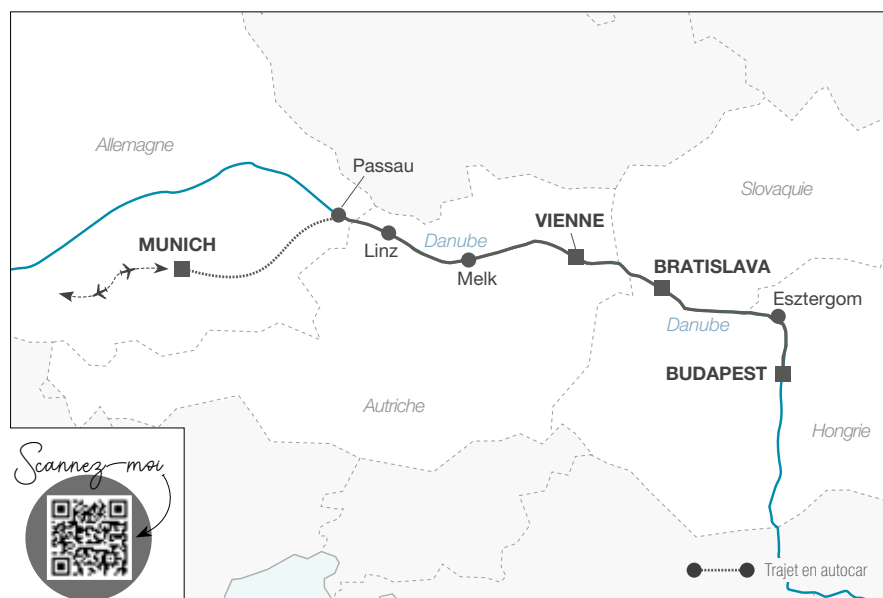 Allemagne
Passau
Slovaquie
MUNICH
Linz
Danube
VIENNE
Melk
BRATISLAVA
Esztergom
Danube
BUDAPEST
Autriche
Hongrie
Scannez-moi
Trajet en autocar